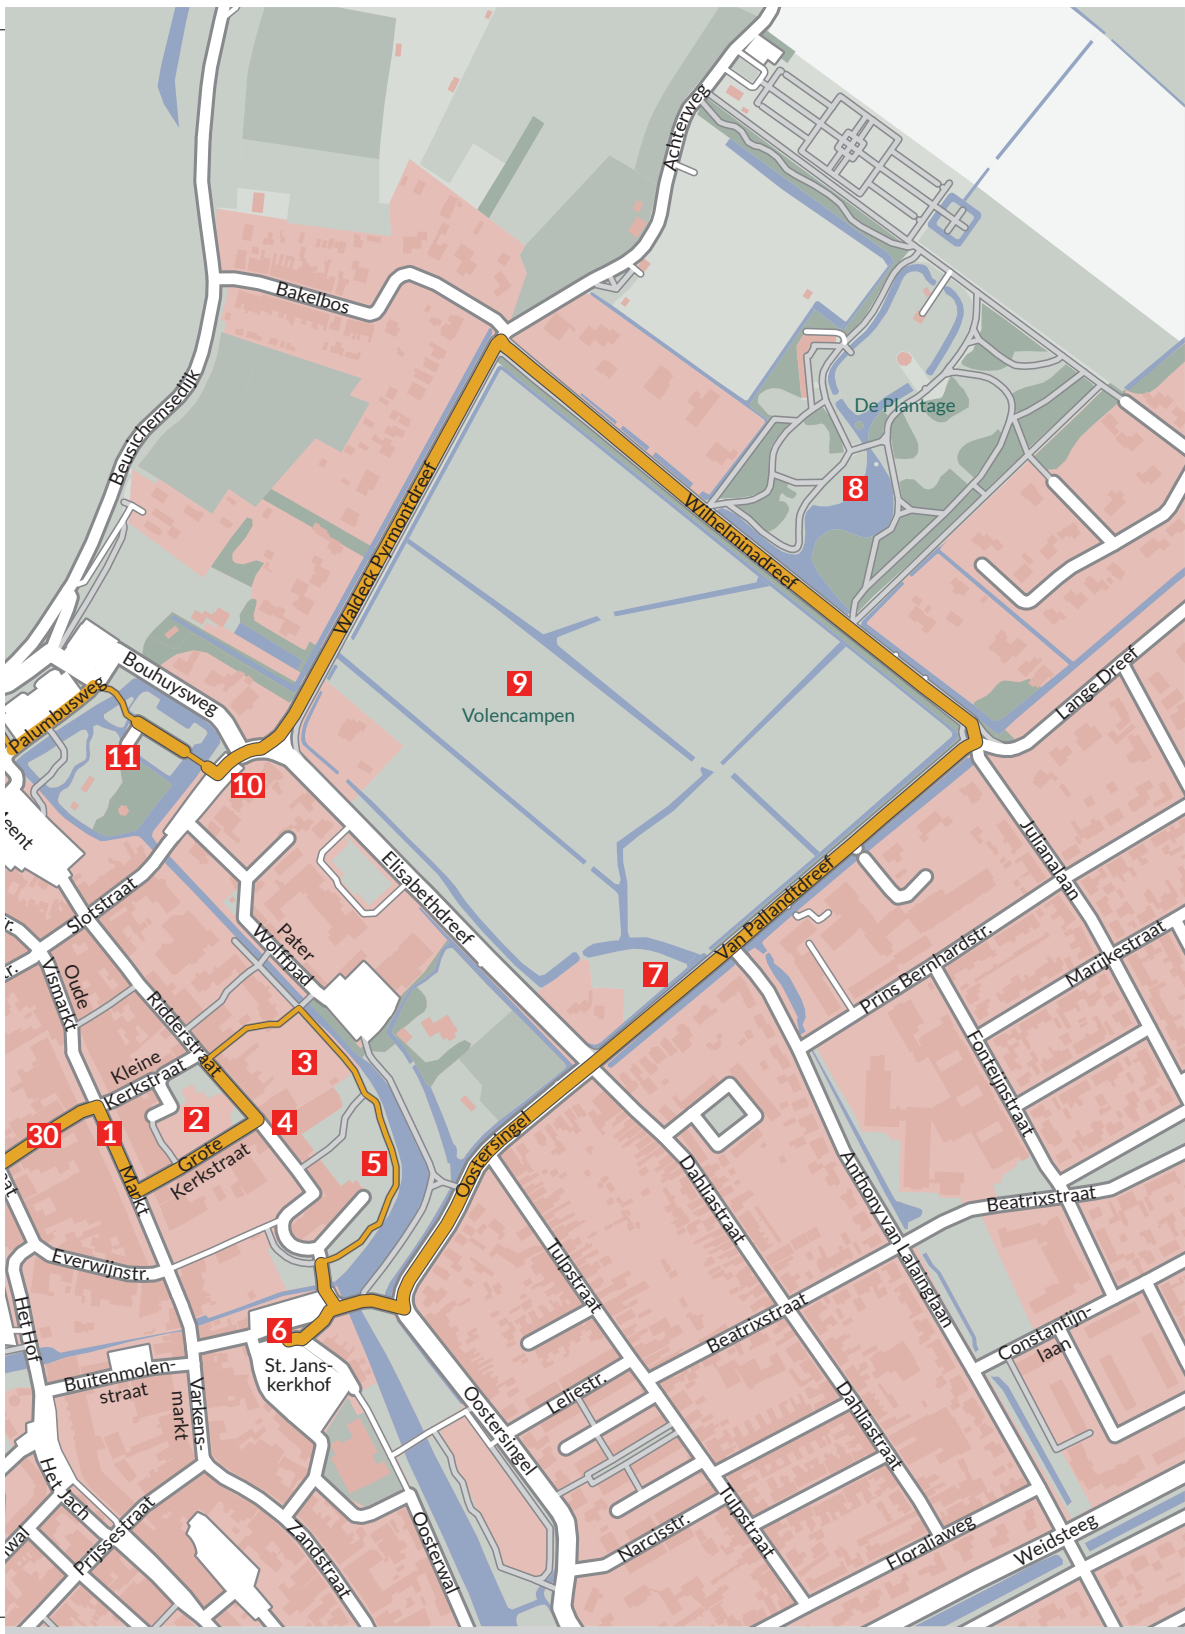 Achterweg
Bakelbos
Beusichemsedijk
De Plantage
8
Wilhelminadreef
Waldeck Pyrmontdreef
9
Volencampen
Bouhuysweg
Palumbusweg
11
10
Lange Dreef
Elisabethdreef
Julianalaan
Van Pallandtdreef
Slotstraat
Pater
Wolffpad
Prins Bernhardstr.
Marijkestraat
Oude
Vismarkt
Ridderstraat
7
Fonteijnstraat
Kleine
Kerkstraat
3
2
4
1
30
Grote
Kerkstraat
5
Markt
Oostersingel
Dahliastraat
Anthony van Lalainglaan
Beatrixstraat
Everwijnstr.
Tulpstraat
Het Hof
6
St. Jans-
kerkhof
Beatrixstraat
Constantijn-
laan
Buitenmolen-
straat
Varkens-
markt
Leliestr.
Oostersingel
Dahliastraat
Het Jach
Prijssestraat
Zandstraat
Oosterwal
Narcisstr.
Tulpstraat
Floraliaweg
Weidsteeg